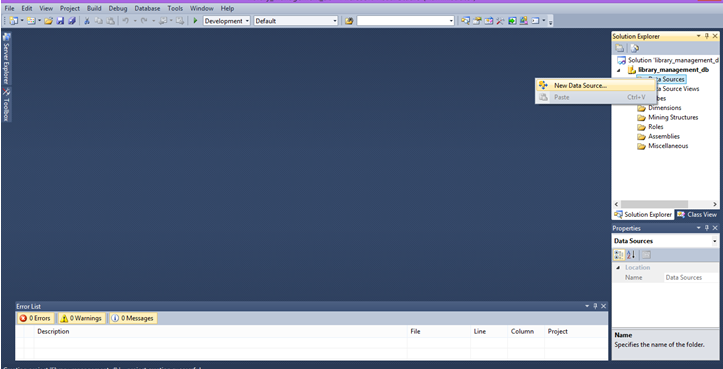 File Edit View Project Build Debug Database Tools Window Help
Development Default
Server Explorer
Toolbox
Solution Explorer
Solution 'library_management_d
library_management_db
Data Sources
New Data Source...
Data Source Views
Paste Ctrl+V
Dimensions
Mining Structures
Roles
Assemblies
Miscellaneous
Solution Explorer Class View
Properties
Data Sources
Location
Name Data Sources
Error List
0 Errors 0 Warnings 0 Messages
Description File Line Column Project
Name
Specifies the name of the folder.